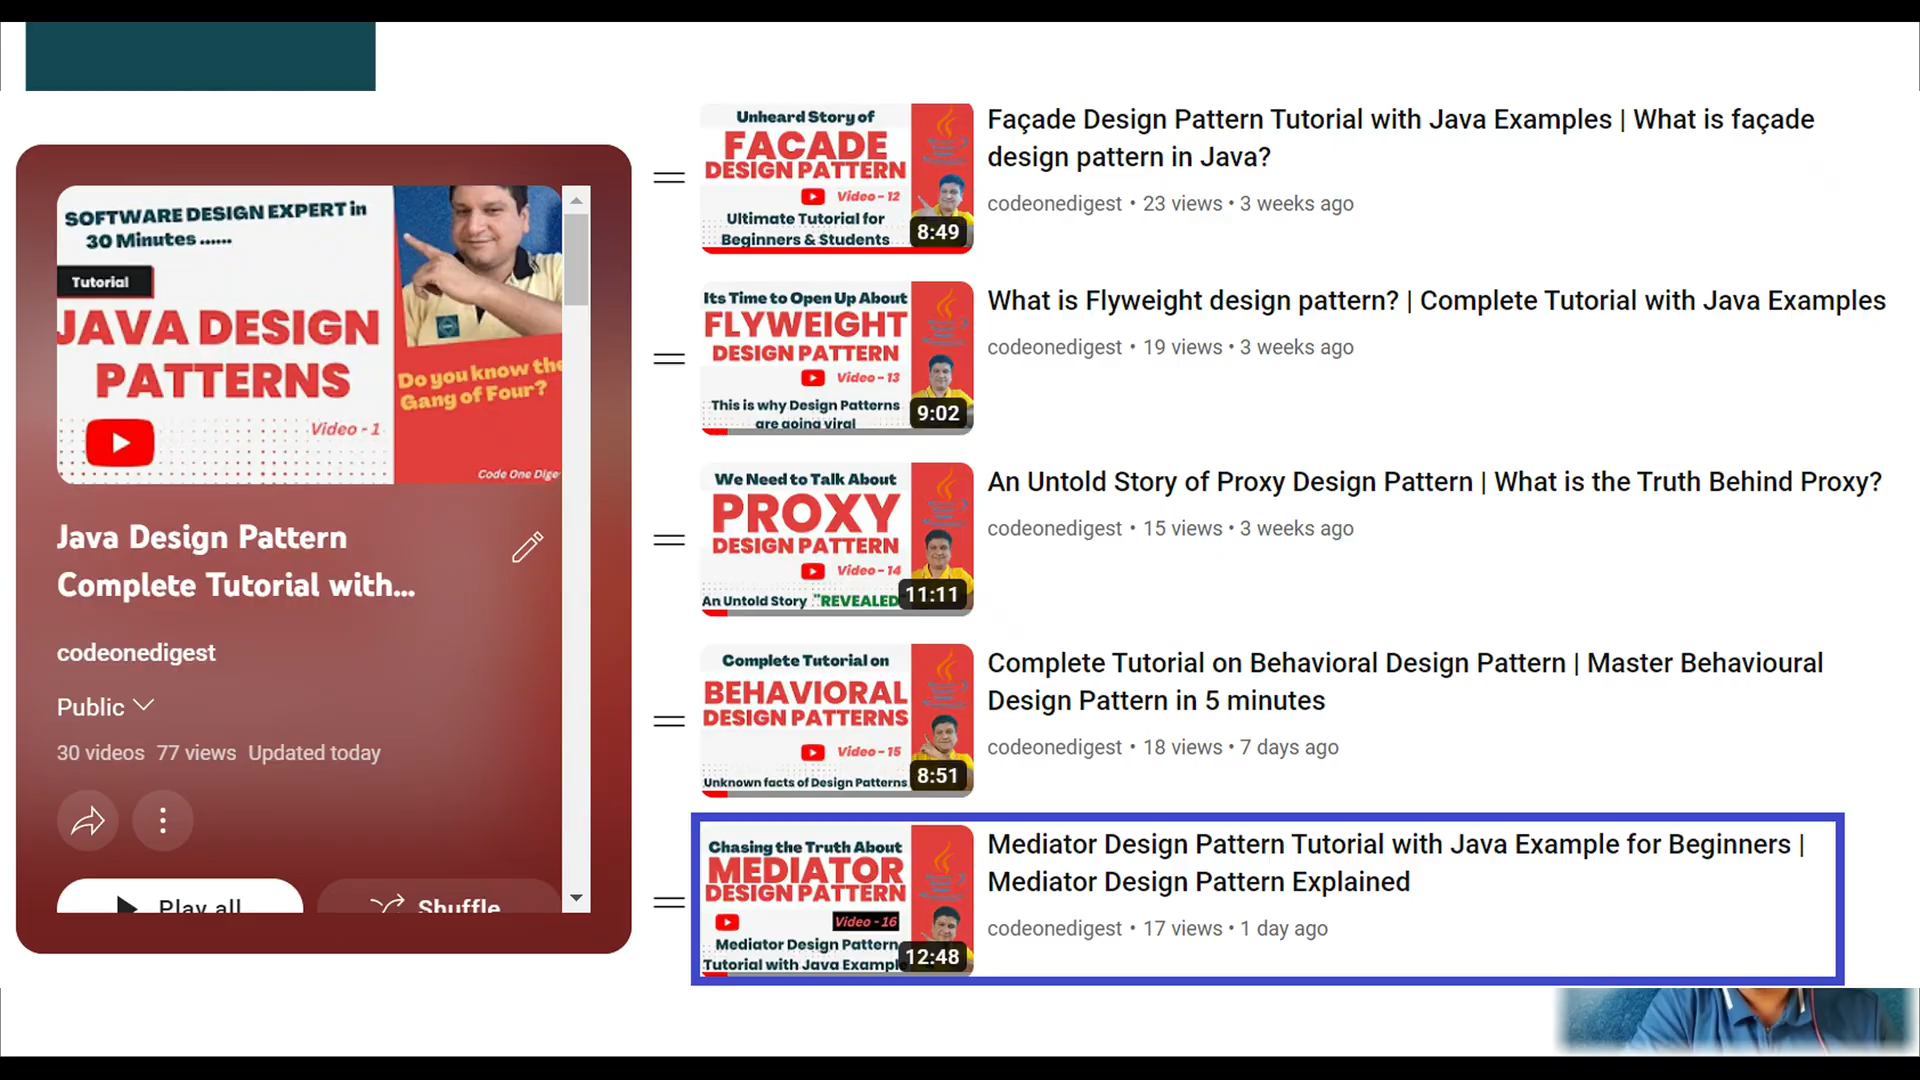 SOFTWARE DESIGN EXPERT in
30 Minutes ......
Tutorial
JAVA DESIGN
PATTERNS
Video - 1
Do you know the
Gang of Four?
Code One Dige
Java Design Pattern
Complete Tutorial with...
codeonedigest
Public
30 videos 77 views Updated today
Play all
Shuffle
Unheard Story of
FACADE
DESIGN PATTERN
Video - 12
Ultimate Tutorial for
Beginners & Students
8:49
Façade Design Pattern Tutorial with Java Examples | What is façade
design pattern in Java?
codeonedigest • 23 views • 3 weeks ago
Its Time to Open Up About
FLYWEIGHT
DESIGN PATTERN
Video - 13
This is why Design Patterns
are going viral
9:02
What is Flyweight design pattern? | Complete Tutorial with Java Examples
codeonedigest • 19 views • 3 weeks ago
We Need to Talk About
PROXY
DESIGN PATTERN
Video - 14
An Untold Story :"REVEALED
11:11
An Untold Story of Proxy Design Pattern | What is the Truth Behind Proxy?
codeonedigest • 15 views • 3 weeks ago
Complete Tutorial on
BEHAVIORAL
DESIGN PATTERNS
Video - 15
Unknown facts of Design Patterns
8:51
Complete Tutorial on Behavioral Design Pattern | Master Behavioural
Design Pattern in 5 minutes
codeonedigest • 18 views • 7 days ago
Chasing the Truth About
MEDIATOR
DESIGN PATTERN
Video - 16
Mediator Design Pattern
Tutorial with Java Exampl
12:48
Mediator Design Pattern Tutorial with Java Example for Beginners |
Mediator Design Pattern Explained
codeonedigest • 17 views • 1 day ago